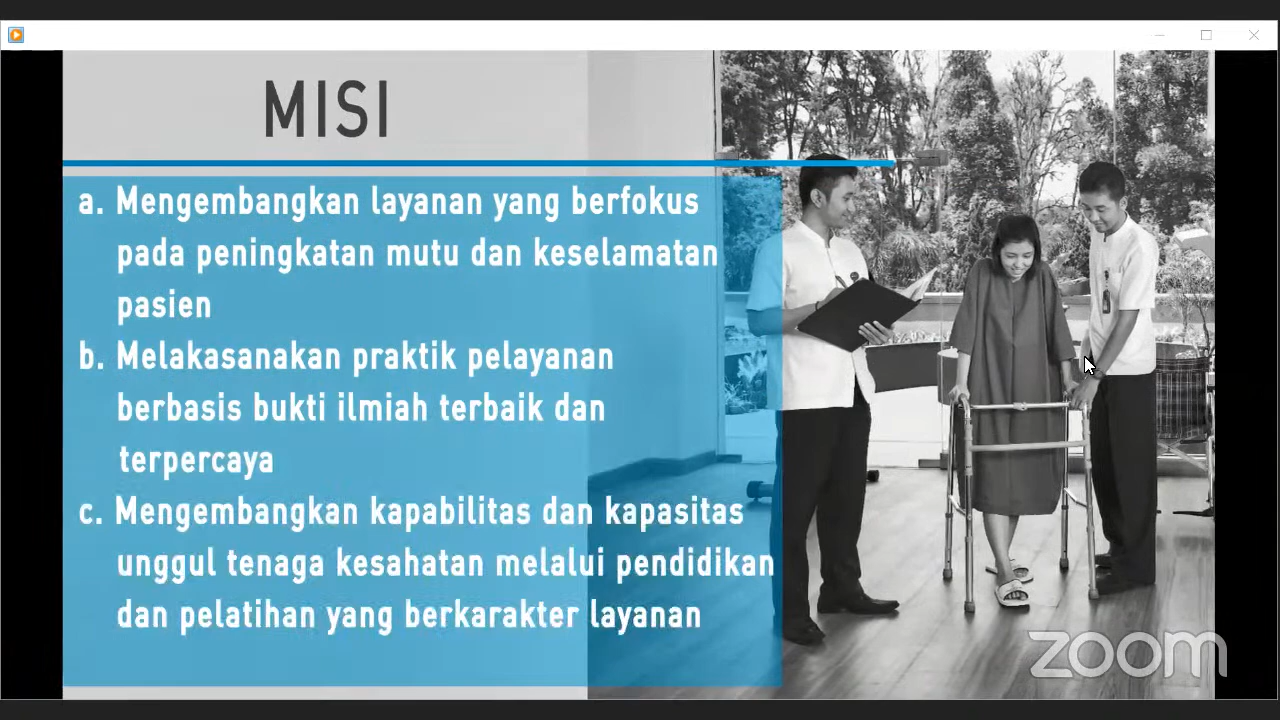 MISI
a. Mengembangkan layanan yang berfokus
pada peningkatan mutu dan keselamatan
pasien
b. Melakasanakan praktik pelayanan
berbasis bukti ilmiah terbaik dan
terpercaya
c. Mengembangkan kapabilitas dan kapasitas
unggul tenaga kesahatan melalui pendidikan
dan pelatihan yang berkarakter layanan
zoom